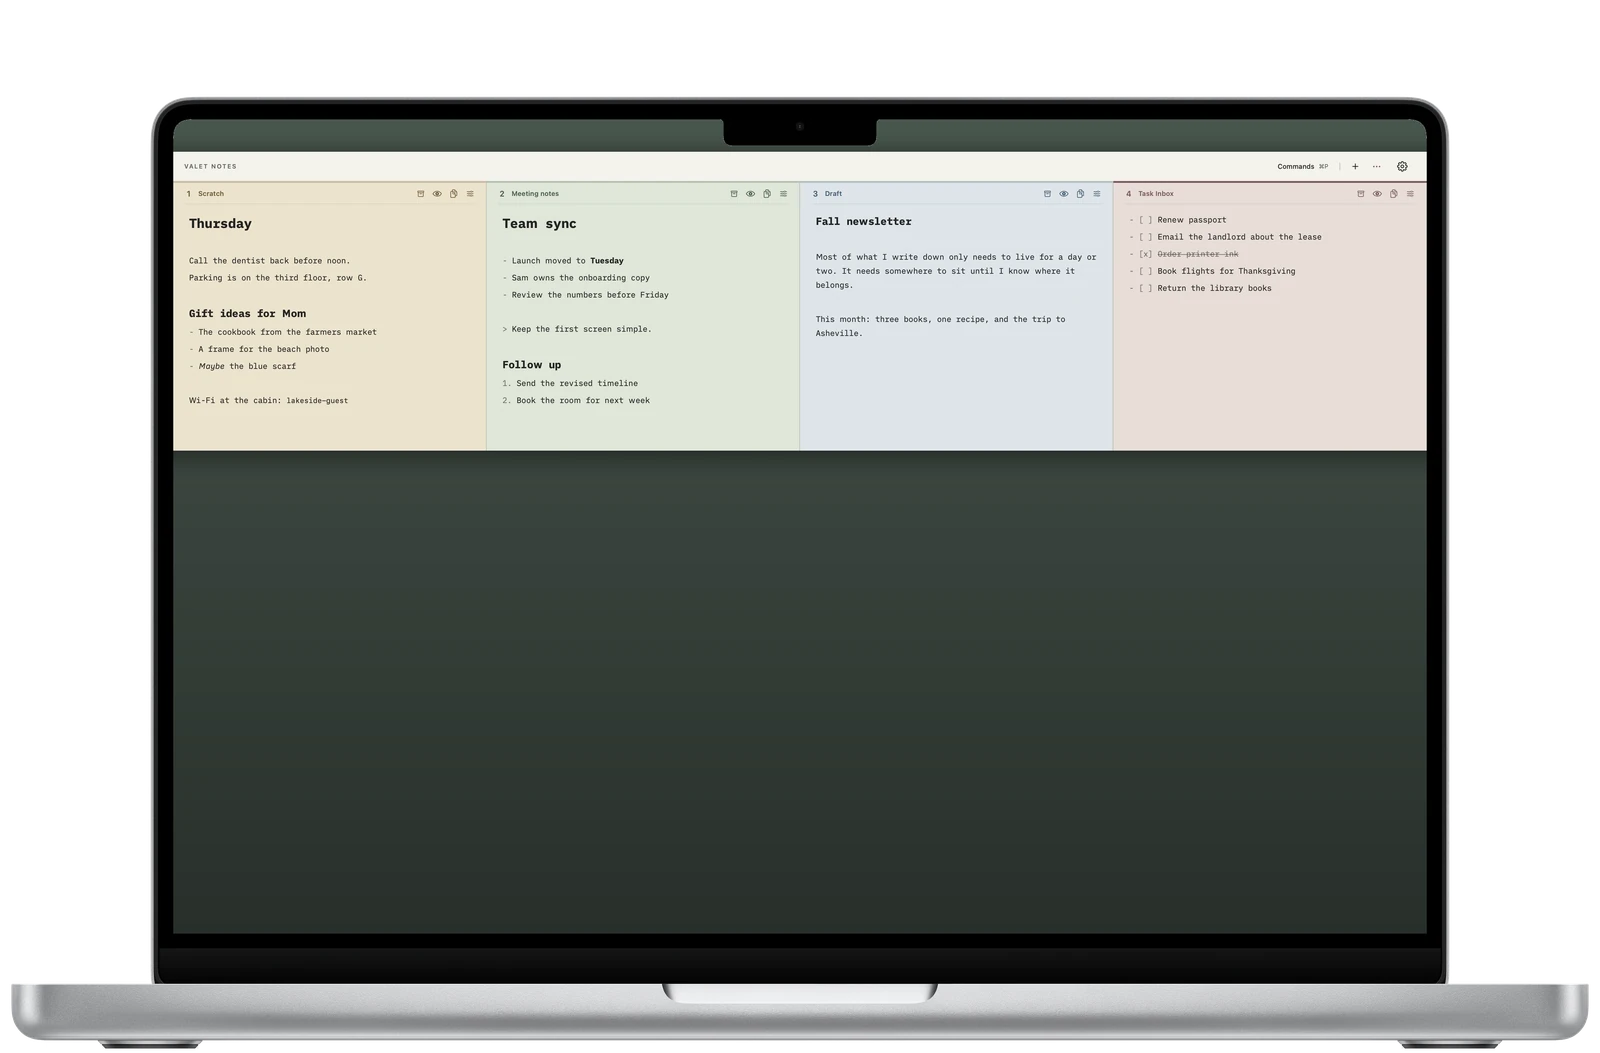 VALET NOTES
Commands ⌘P
1 Scratch
Thursday
Call the dentist back before noon.
Parking is on the third floor, row G.
Gift ideas for Mom
- The cookbook from the farmers market
- A frame for the beach photo
- Maybe the blue scarf
Wi-Fi at the cabin: lakeside-guest
2 Meeting notes
Team sync
- Launch moved to Tuesday
- Sam owns the onboarding copy
- Review the numbers before Friday
> Keep the first screen simple.
Follow up
1. Send the revised timeline
2. Book the room for next week
3 Draft
Fall newsletter
Most of what I write down only needs to live for a day or
two. It needs somewhere to sit until I know where it
belongs.
This month: three books, one recipe, and the trip to
Asheville.
4 Task Inbox
- [ ] Renew passport
- [ ] Email the landlord about the lease
- [x] Order printer ink
- [ ] Book flights for Thanksgiving
- [ ] Return the library books